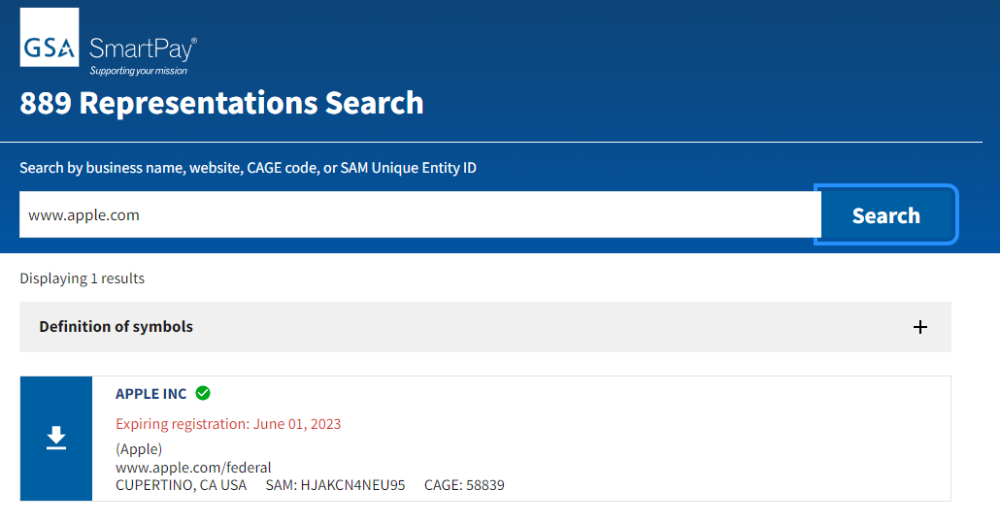 GSA SmartPay®
Supporting your mission
889 Representations Search
Search by business name, website, CAGE code, or SAM Unique Entity ID
www.apple.com Search
Displaying 1 results
Definition of symbols +
APPLE INC
Expiring registration: June 01, 2023
(Apple)
www.apple.com/federal
CUPERTINO, CA USA SAM: HJAKCN4NEU95 CAGE: 58839